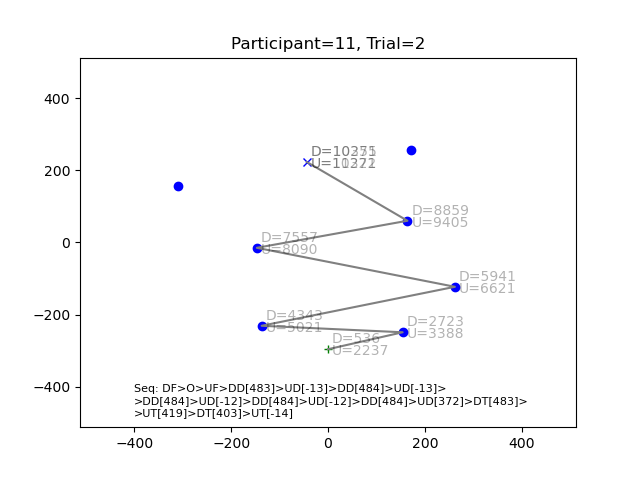 Participant=11, Trial=2
400
200
0
−200
−400
D=10371
U=11371
D=8859
U=9405
D=7557
U=8090
D=5941
U=6621
D=4343
U=5021
D=2723
U=3388
D=536
U=2237
Seq: DF>O>UF>DD[483]>UD[-13]>DD[484]>UD[-13]>
>DD[484]>UD[-12]>DD[484]>UD[-12]>DD[484]>UD[372]>DT[483]>
>UT[419]>DT[403]>UT[-14]
−400
−200
0
200
400